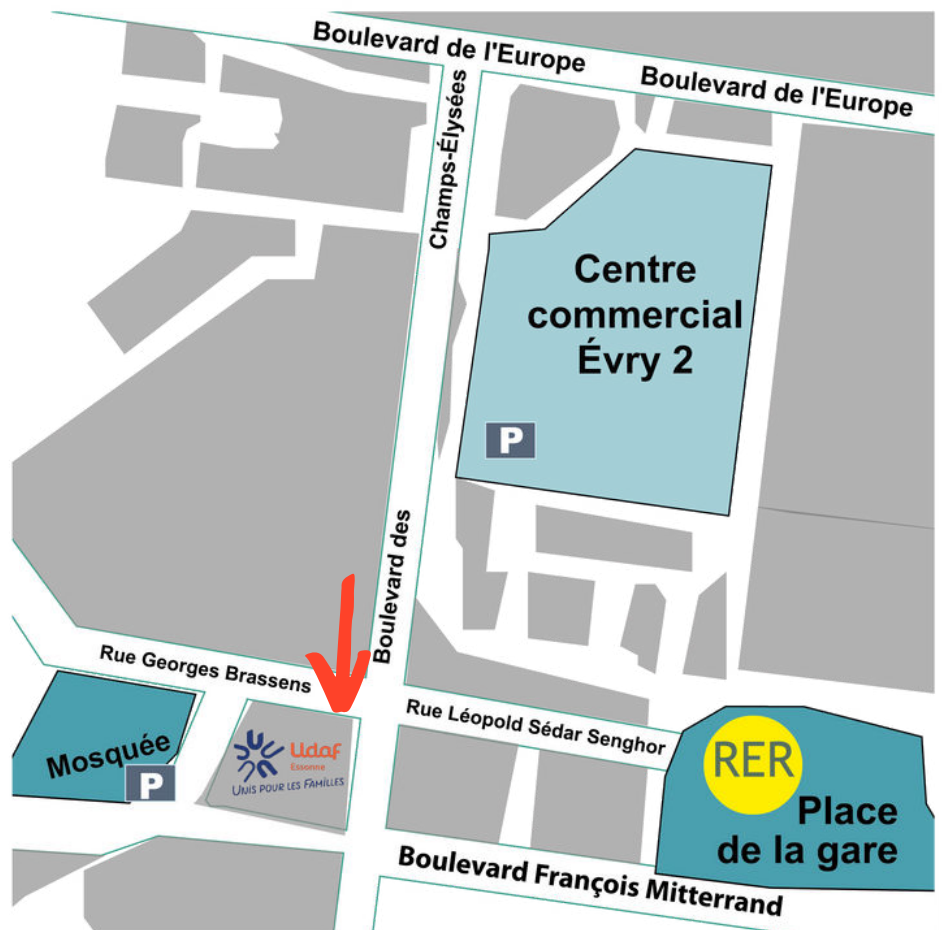 Boulevard de l'Europe
Boulevard de l'Europe
Boulevard des Champs-Élysées
Centre
commercial
Évry 2
P
Rue Georges Brassens
Rue Léopold Sédar Senghor
Mosquée
P
Udaf
Essonne
UNIS POUR LES FAMILLES
RER
Place
de la gare
Boulevard François Mitterrand